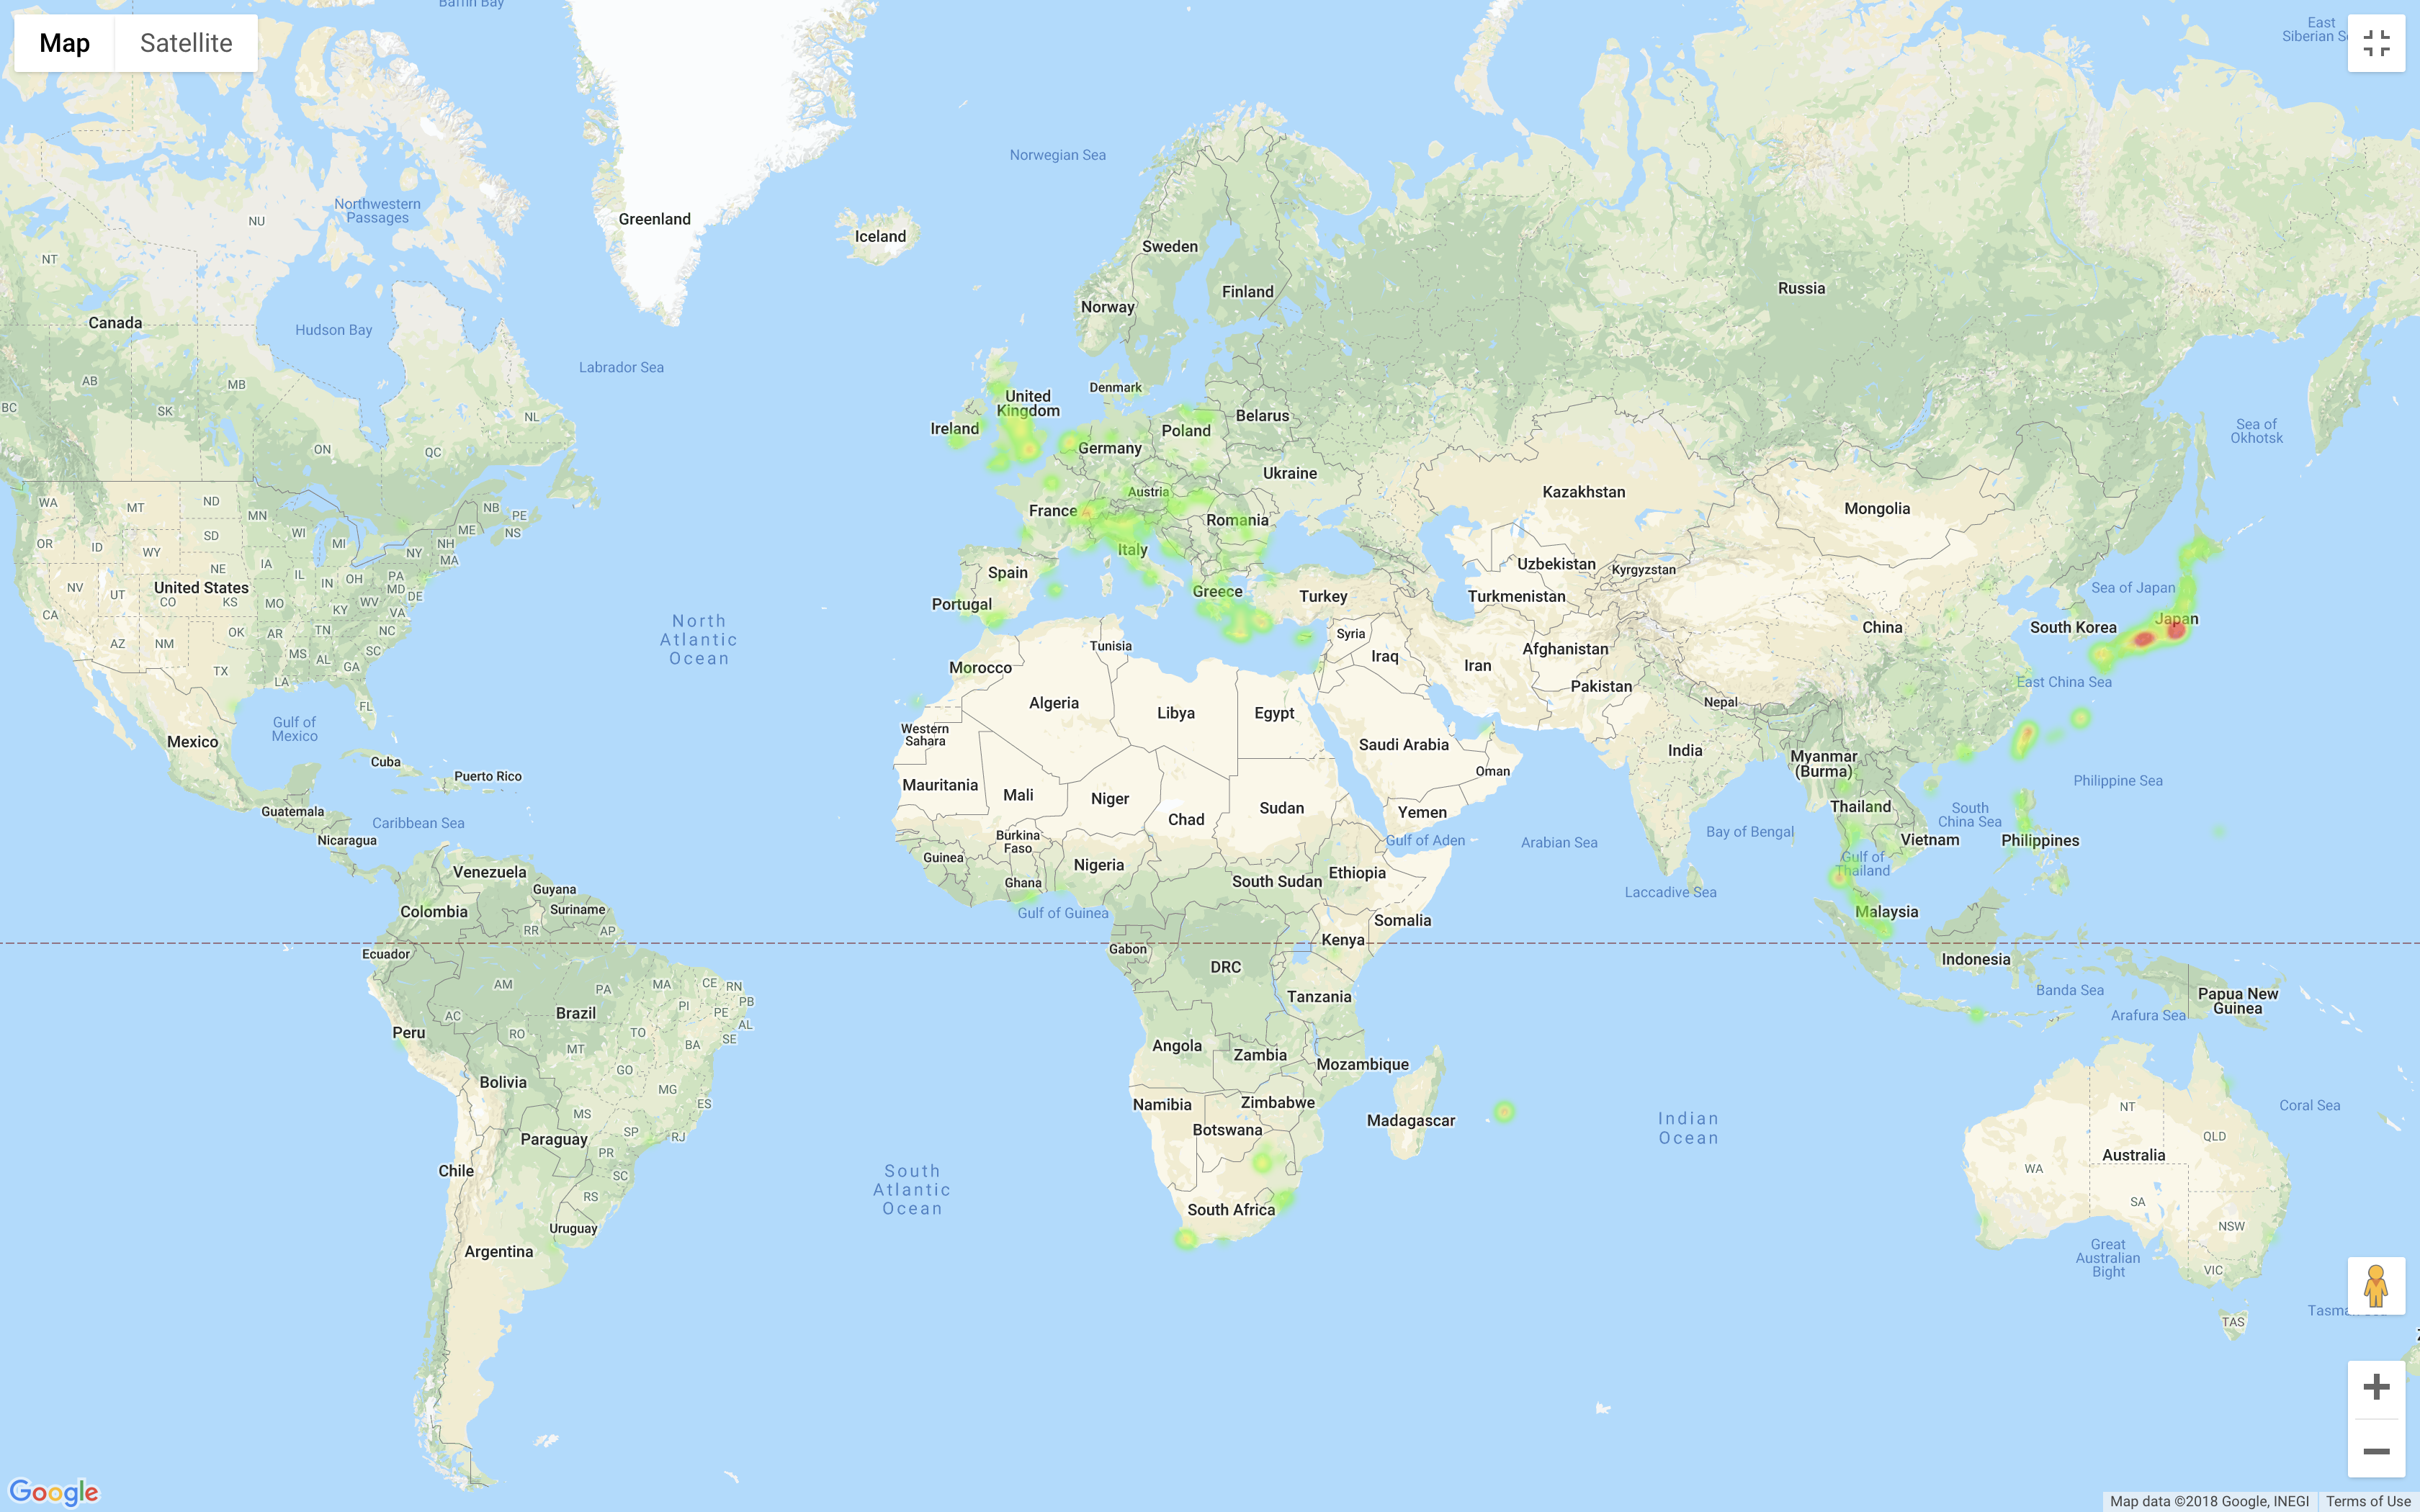 Baffin Bay
Map
Satellite
East
Siberian S
Norwegian Sea
Northwestern
Passages
NU
Greenland
Iceland
Sweden
NT
Finland
Russia
Norway
Canada
Hudson Bay
Labrador Sea
AB
MB
BC
SK
NL
Denmark
United
Kingdom
Belarus
Ireland
Poland
Sea of
Okhotsk
ON
QC
Germany
Ukraine
Kazakhstan
Austria
WA
MT
ND
MN
NB
PE
Mongolia
France
Romania
ME
NS
OR
ID
SD
WI
MI
NH
NY
MA
WY
Italy
Uzbekistan
Kyrgyzstan
NE
IA
Spain
NV
UT
United States
CO
KS
IL
IN
OH
PA
MD
DE
WV
Sea of Japan
Greece
Turkey
Turkmenistan
Portugal
CA
MO
KY
VA
North
Atlantic
Ocean
Japan
South Korea
China
Syria
Tunisia
AZ
NM
OK
AR
TN
NC
SC
Afghanistan
Iraq
Iran
Morocco
TX
MS
AL
GA
LA
East China Sea
Pakistan
Nepal
Algeria
Libya
Egypt
FL
Gulf of
Mexico
Western
Sahara
Mexico
Saudi Arabia
India
Myanmar
(Burma)
Cuba
Puerto Rico
Oman
Philippine Sea
Mauritania
Mali
Niger
Guatemala
Chad
Sudan
Yemen
Thailand
South
China Sea
Caribbean Sea
Burkina
Faso
Nicaragua
Gulf of Aden
Arabian Sea
Bay of Bengal
Vietnam
Philippines
Guinea
Nigeria
Gulf of
Thailand
Venezuela
Ghana
South Sudan
Ethiopia
Guyana
Laccadive Sea
Colombia
Suriname
Gulf of Guinea
Somalia
Malaysia
RR
AP
Kenya
Ecuador
Gabon
DRC
Indonesia
AM
PA
MA
CE
RN
PB
Tanzania
Banda Sea
Papua New
Guinea
PI
Brazil
AC
PE
AL
Arafura Sea
Peru
RO
TO
SE
MT
BA
Angola
Zambia
Mozambique
GO
Bolivia
MG
ES
Namibia
Zimbabwe
NT
Coral Sea
MS
Botswana
Madagascar
Indian
Ocean
Paraguay
SP
RJ
QLD
PR
Australia
Chile
SC
WA
South
Atlantic
Ocean
RS
SA
South Africa
Uruguay
NSW
Argentina
Great
Australian
Bight
VIC
Tasm
TAS
Google
Map data ©2018 Google, INEGI
Terms of Use